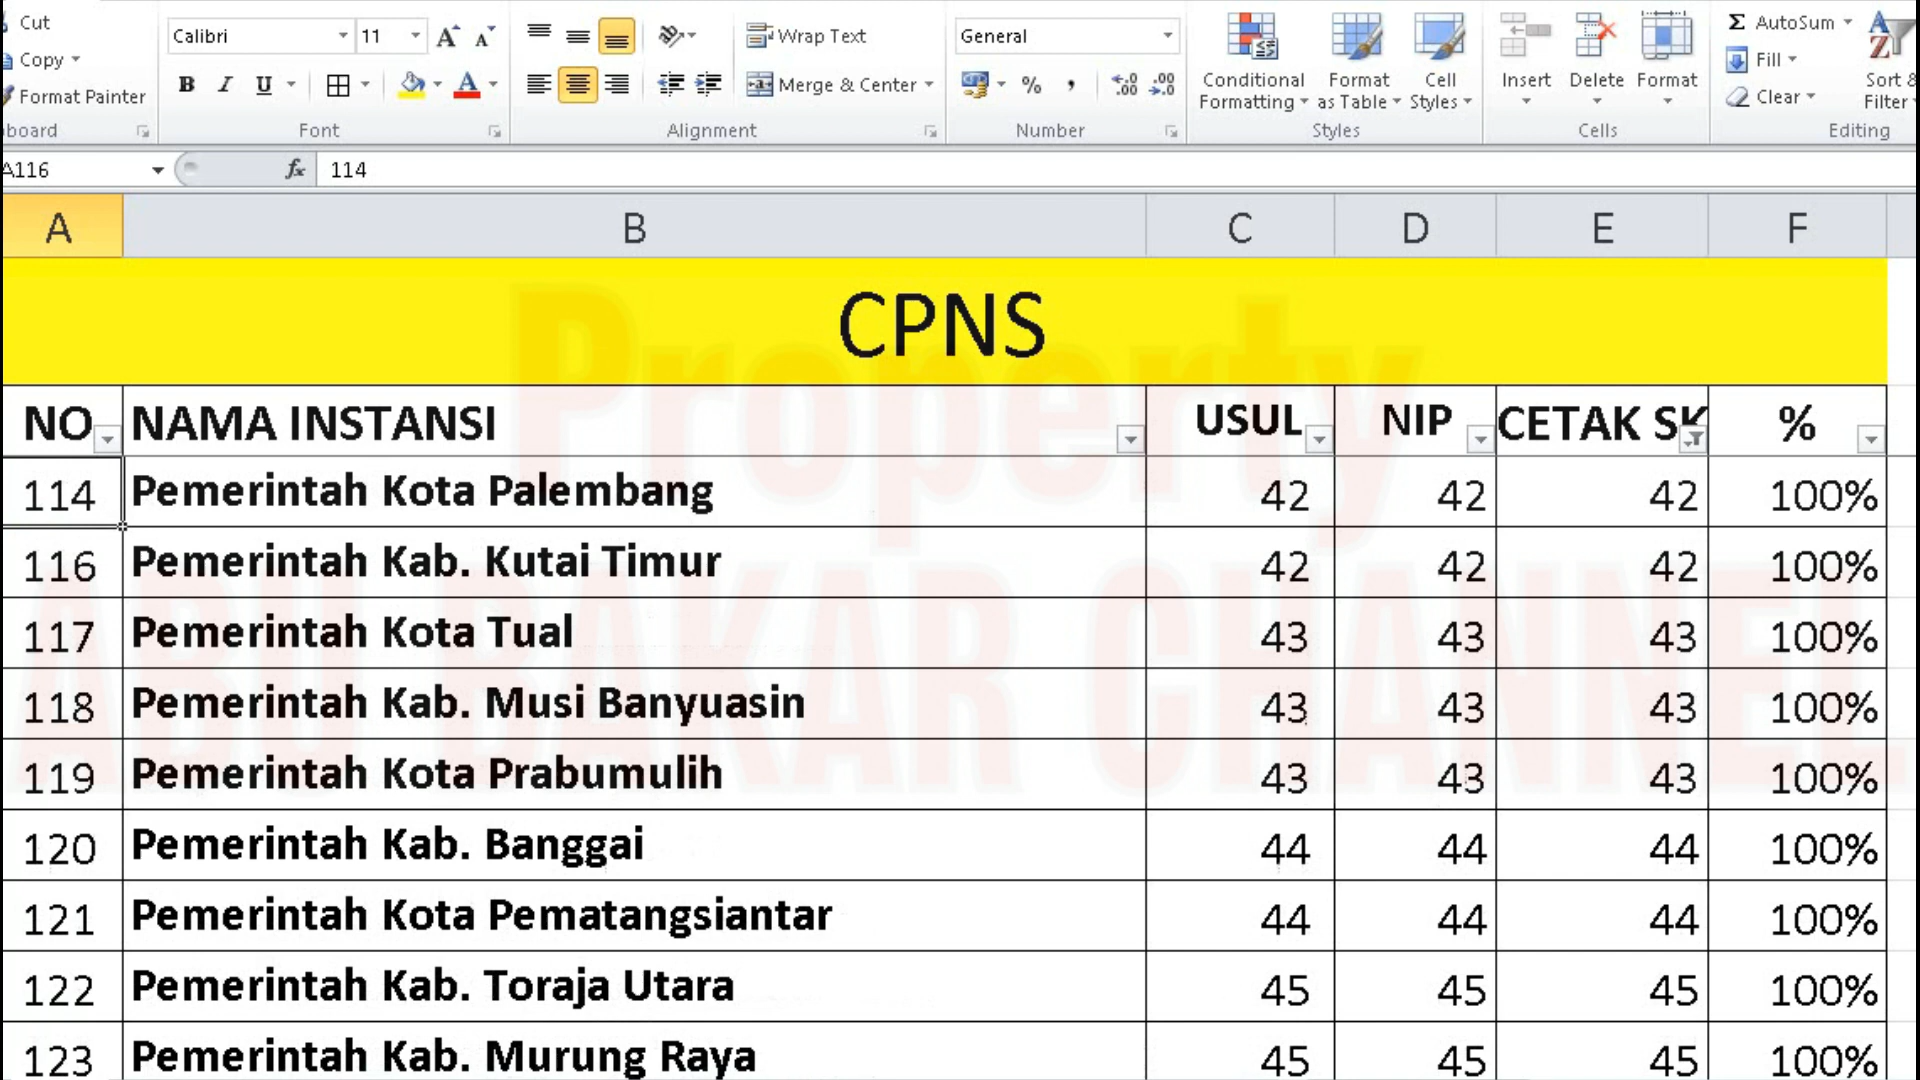 Cut
Calibri 11 Wrap Text General Σ AutoSum
Copy Fill
Format Painter B I U A Merge & Center % , Conditional Formatting Format as Table Cell Styles Insert Delete Format Clear Sort & Filter
board Font Alignment Number Styles Cells Editing
A116 fx 114
A B C D E F
CPNS
NO NAMA INSTANSI USUL NIP CETAK SK %
114 Pemerintah Kota Palembang 42 42 42 100%
116 Pemerintah Kab. Kutai Timur 42 42 42 100%
117 Pemerintah Kota Tual 43 43 43 100%
118 Pemerintah Kab. Musi Banyuasin 43 43 43 100%
119 Pemerintah Kota Prabumulih 43 43 43 100%
120 Pemerintah Kab. Banggai 44 44 44 100%
121 Pemerintah Kota Pematangsiantar 44 44 44 100%
122 Pemerintah Kab. Toraja Utara 45 45 45 100%
123 Pemerintah Kab. Murung Raya 45 45 45 100%
Property
ABU BAKAR CHANNEL